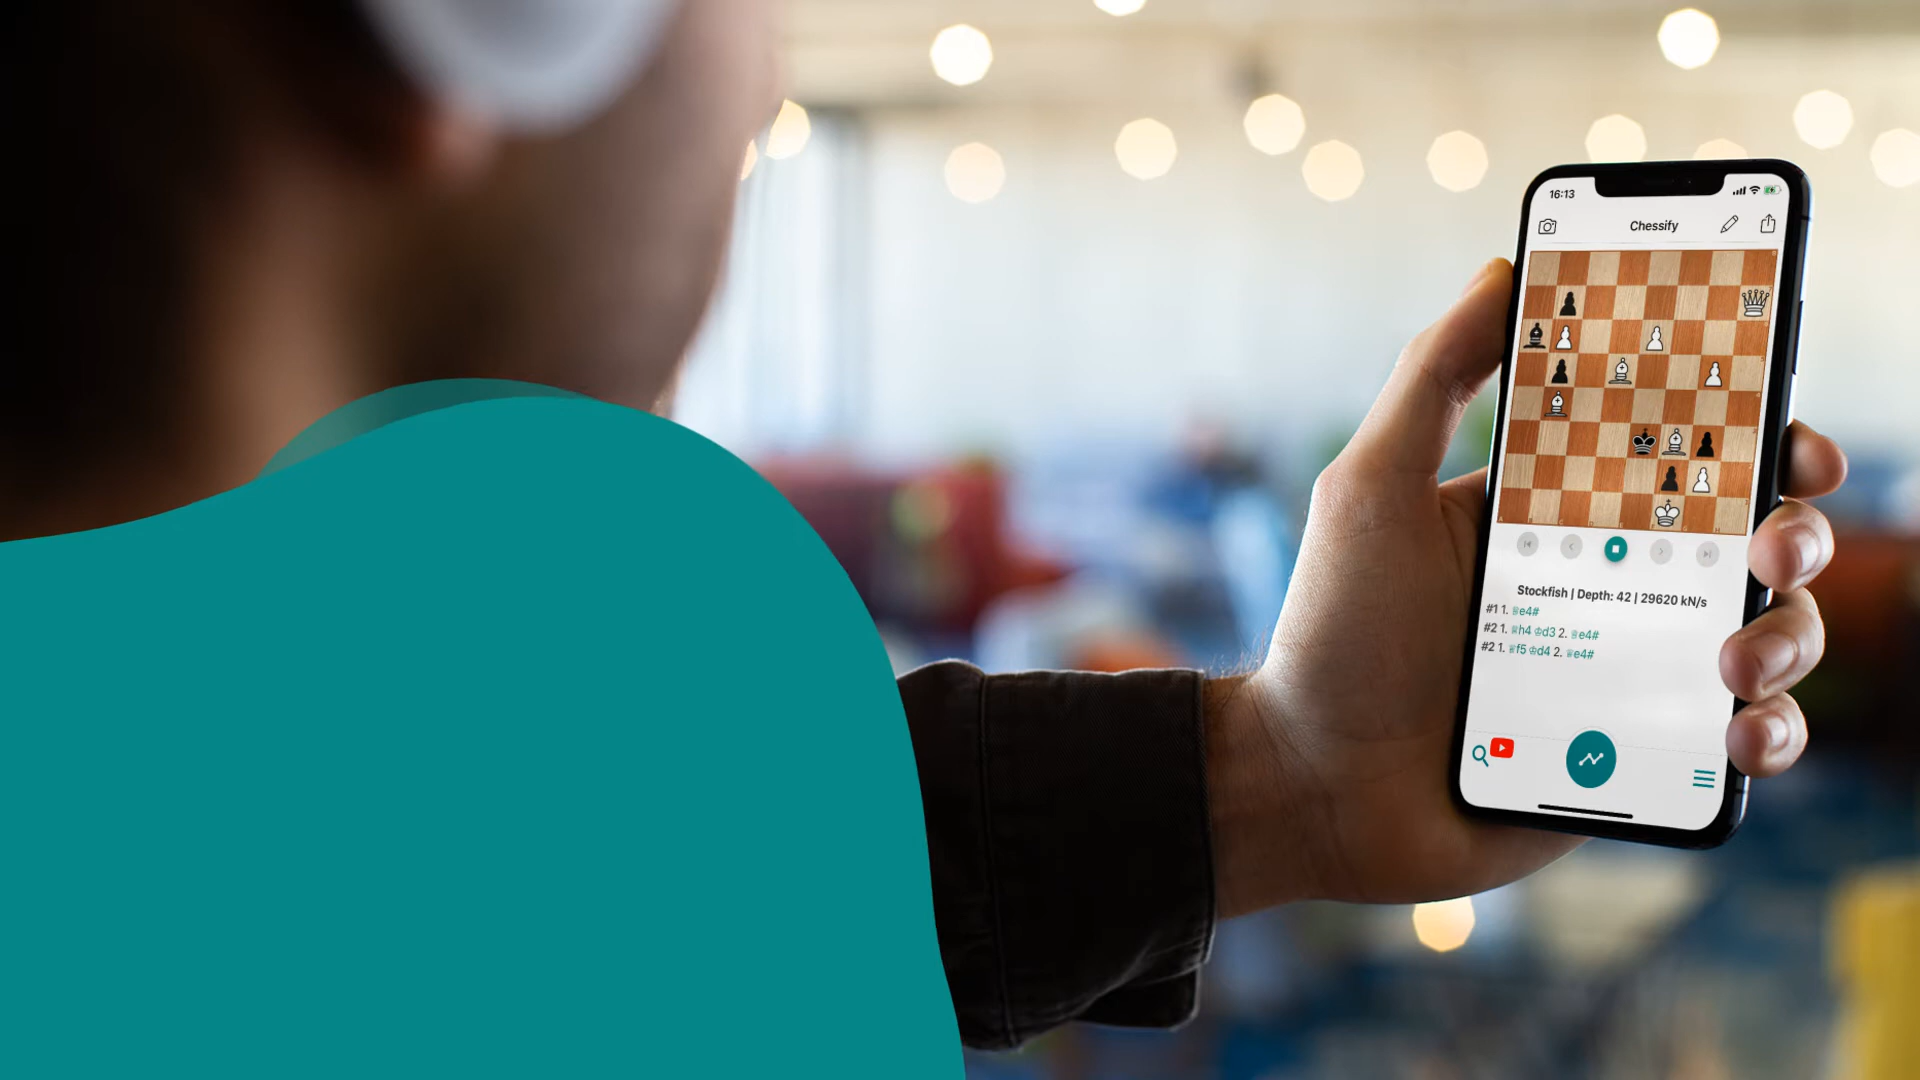 16:13
Chessify
Stockfish | Depth: 42 | 29620 kN/s
#1 1. ♕e4#
#2 1. ♕h4 ♔d3 2. ♕e4#
#2 1. ♕f5 ♔d4 2. ♕e4#